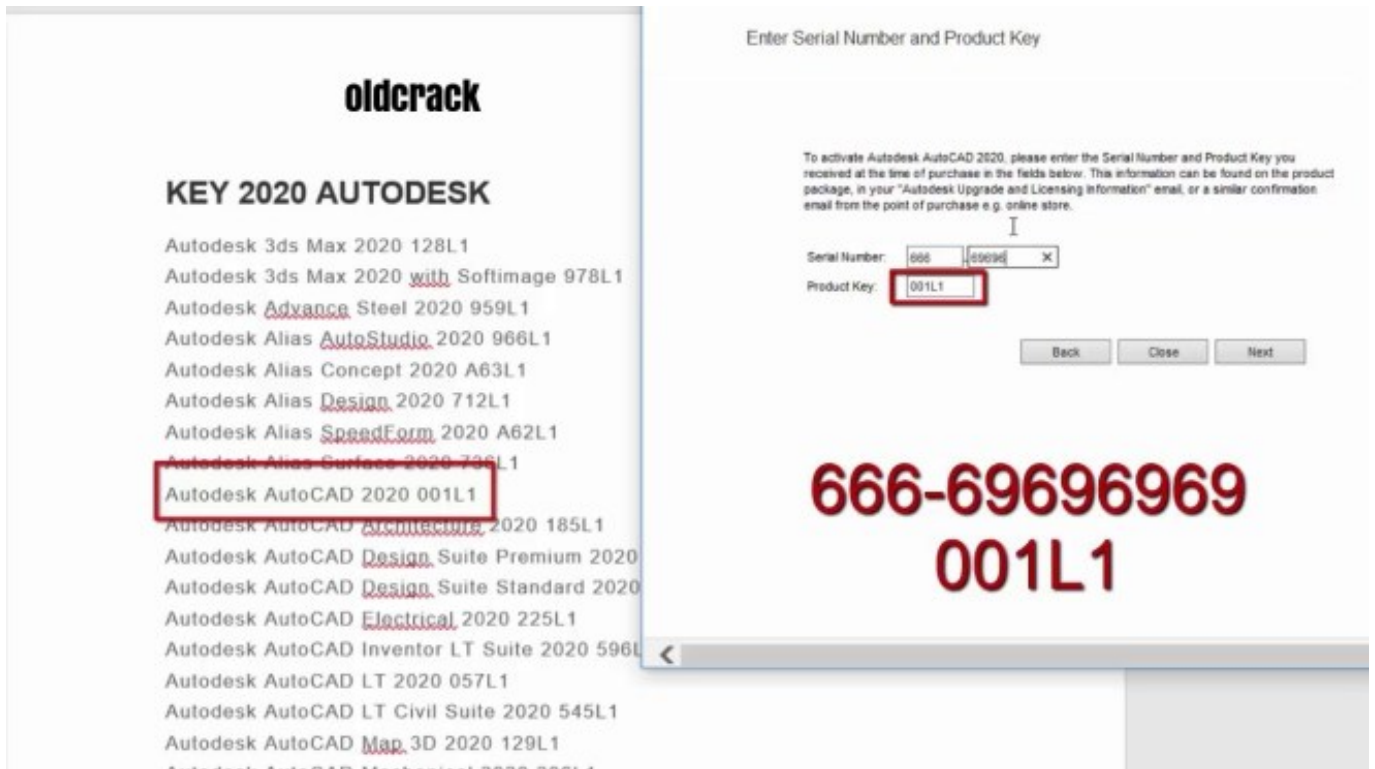 oldcrack
KEY 2020 AUTODESK
Autodesk 3ds Max 2020 128L1
Autodesk 3ds Max 2020 with Softimage 978L1
Autodesk Advance Steel 2020 959L1
Autodesk Alias AutoStudio 2020 966L1
Autodesk Alias Concept 2020 A63L1
Autodesk Alias Design 2020 712L1
Autodesk Alias SpeedForm 2020 A62L1
Autodesk Alias Surface 2020 736L1
Autodesk AutoCAD 2020 001L1
Autodesk AutoCAD Architecture 2020 185L1
Autodesk AutoCAD Design Suite Premium 2020
Autodesk AutoCAD Design Suite Standard 2020
Autodesk AutoCAD Electrical 2020 225L1
Autodesk AutoCAD Inventor LT Suite 2020 596L
Autodesk AutoCAD LT 2020 057L1
Autodesk AutoCAD LT Civil Suite 2020 545L1
Autodesk AutoCAD Map 3D 2020 129L1
Enter Serial Number and Product Key
To activate Autodesk AutoCAD 2020, please enter the Serial Number and Product Key you
received at the time of purchase in the fields below. This information can be found on the product
package, in your "Autodesk Upgrade and Licensing Information" email, or a similar confirmation
email from the point of purchase e.g. online store.
Serial Number: 666 - 69696
Product Key: 001L1
Back Close Next
666-69696969
001L1